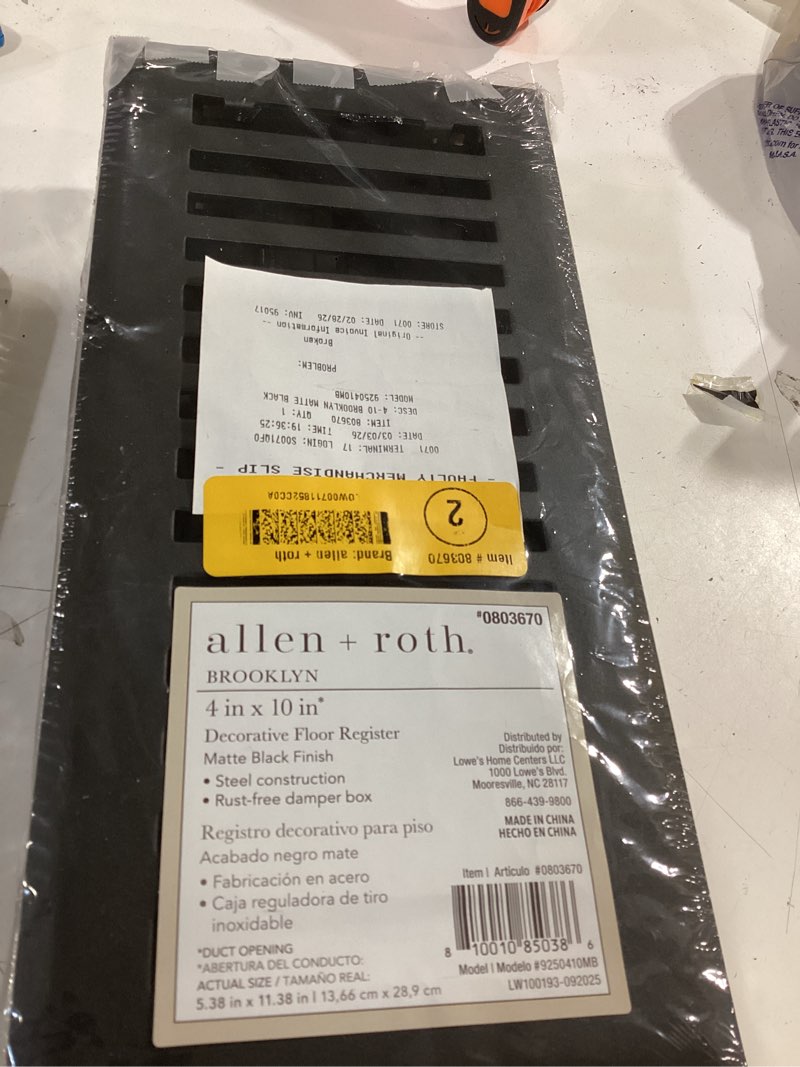 - FAULTY MERCHANDISE SLIP -
0071 TERMINAL: 17 LOGIN: S0071QFO
DATE: 03/03/26 TIME: 19:36:25
ITEM: 803670 QTY: 1
DESC: 4-10 BROOKLYN MATTE BLACK
MODEL: 9250410MB
PROBLEM:
Broken
-- Original Invoice Information --
STORE: 0071 DATE: 02/28/26 INV: 95017
Item # 803670 Brand: allen + roth
2
LOW0071852CC0A
#0803670
allen + roth®
BROOKLYN
4 in x 10 in*
Decorative Floor Register
Matte Black Finish
• Steel construction
• Rust-free damper box
Registro decorativo para piso
Acabado negro mate
• Fabricación en acero
• Caja reguladora de tiro
inoxidable
*DUCT OPENING
*ABERTURA DEL CONDUCTO:
ACTUAL SIZE / TAMAÑO REAL:
5.38 in x 11.38 in | 13,66 cm x 28,9 cm
Distributed by
Distribuido por:
Lowe's Home Centers LLC
1000 Lowe's Blvd.
Mooresville, NC 28117
866-439-9800
MADE IN CHINA
HECHO EN CHINA
Item | Artículo #0803670
8 10010 85038 6
Model | Modelo #9250410MB
LW100193-092025